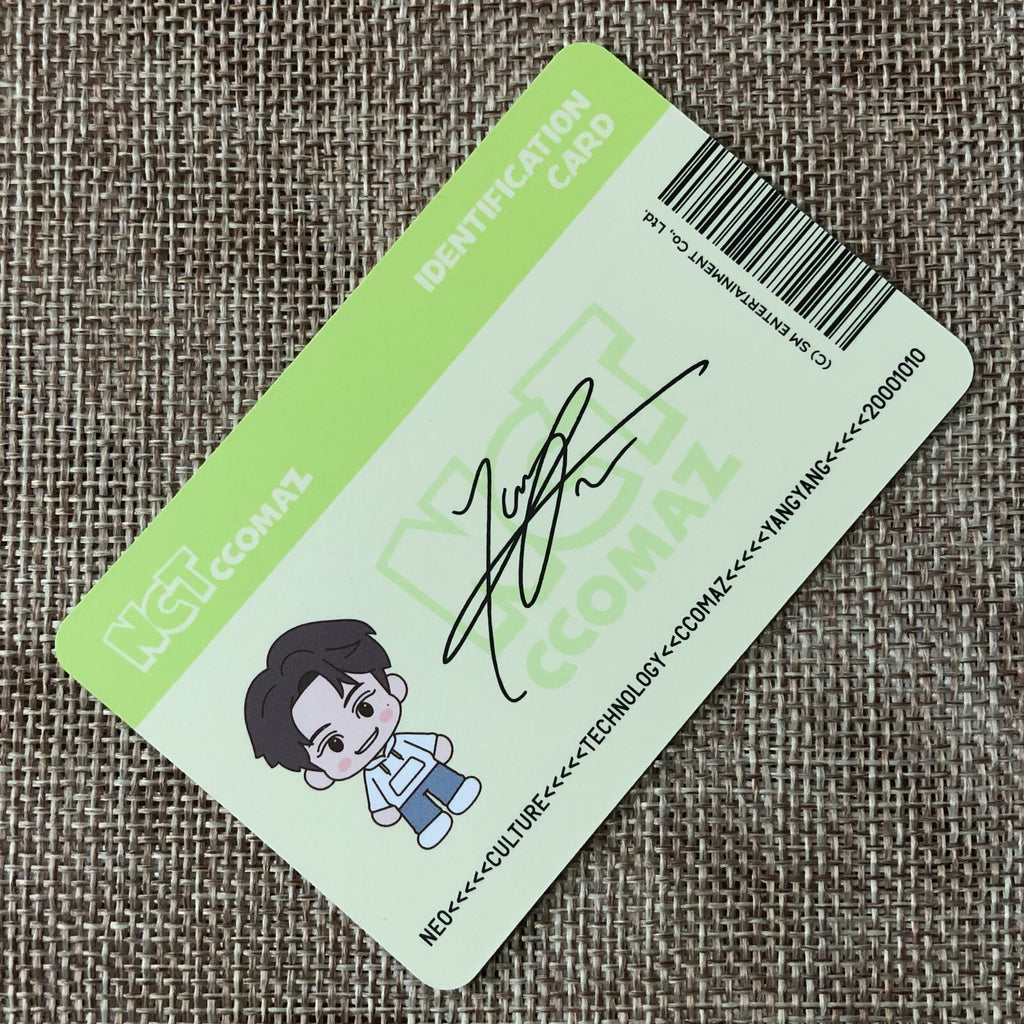 NCT CCOMAZ
IDENTIFICATION
CARD
(C) SM ENTERTAINMENT Co., Ltd.
NCT
CCOMAZ
NEO<<<<<CULTURE<<<<<TECHNOLOGY<<CCOMAZ<<<<<YANGYANG<<<<<20001010